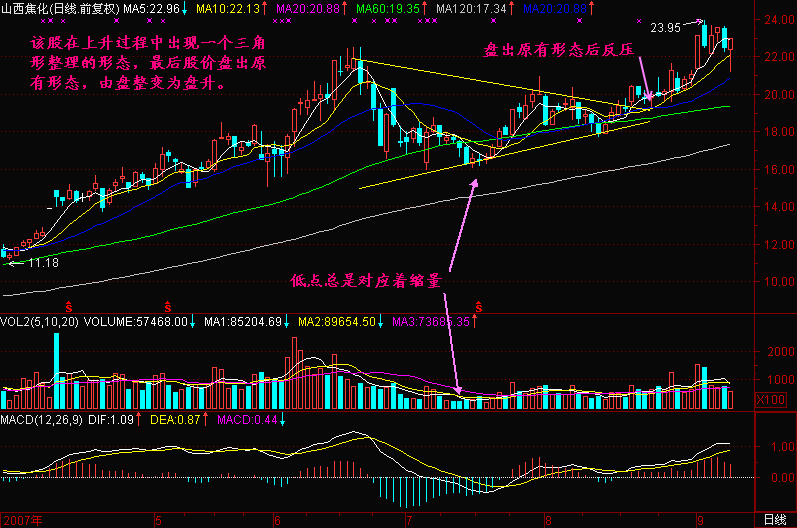 山西焦化(日线.前复权) MA5:22.96↓ MA10:22.13↑ MA20:20.88↑ MA60:19.35↑ MA120:17.34↑ MA20:20.88↑
24.00
23.95
该股在上升过程中出现一个三角
形整理的形态，最后股价盘出原
有形态，由盘整变为盘升。
盘出原有形态后反压
22.00
20.00
18.00
16.00
14.00
12.00
11.18
10.00
低点总是对应着缩量
S S S
VOL2(5,10,20) VOLUME:57468.00↓ MA1:85204.69↓ MA2:89654.50↓ MA3:73685.35↑
2000
1000
X100
MACD(12,26,9) DIF:1.09↑ DEA:0.87↑ MACD:0.44↓
1.00
0.00
2007年 5 6 7 8 9 日线